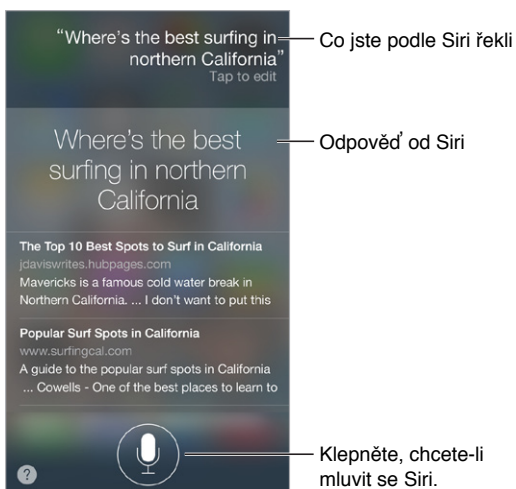 “Where's the best surfing in
northern California”
Tap to edit
Co jste podle Siri řekli
Where's the best
surfing in northern
California
Odpověď od Siri
The Top 10 Best Spots to Surf in California
jdaviswrites.hubpages.com
Mavericks is a famous cold water break in
Northern California. ... I don't want to put this
Popular Surf Spots in California
www.surfingcal.com
A guide to the popular surf spots in California
... Cowells - One of the best places to learn to
?
Klepněte, chcete-li
mluvit se Siri.